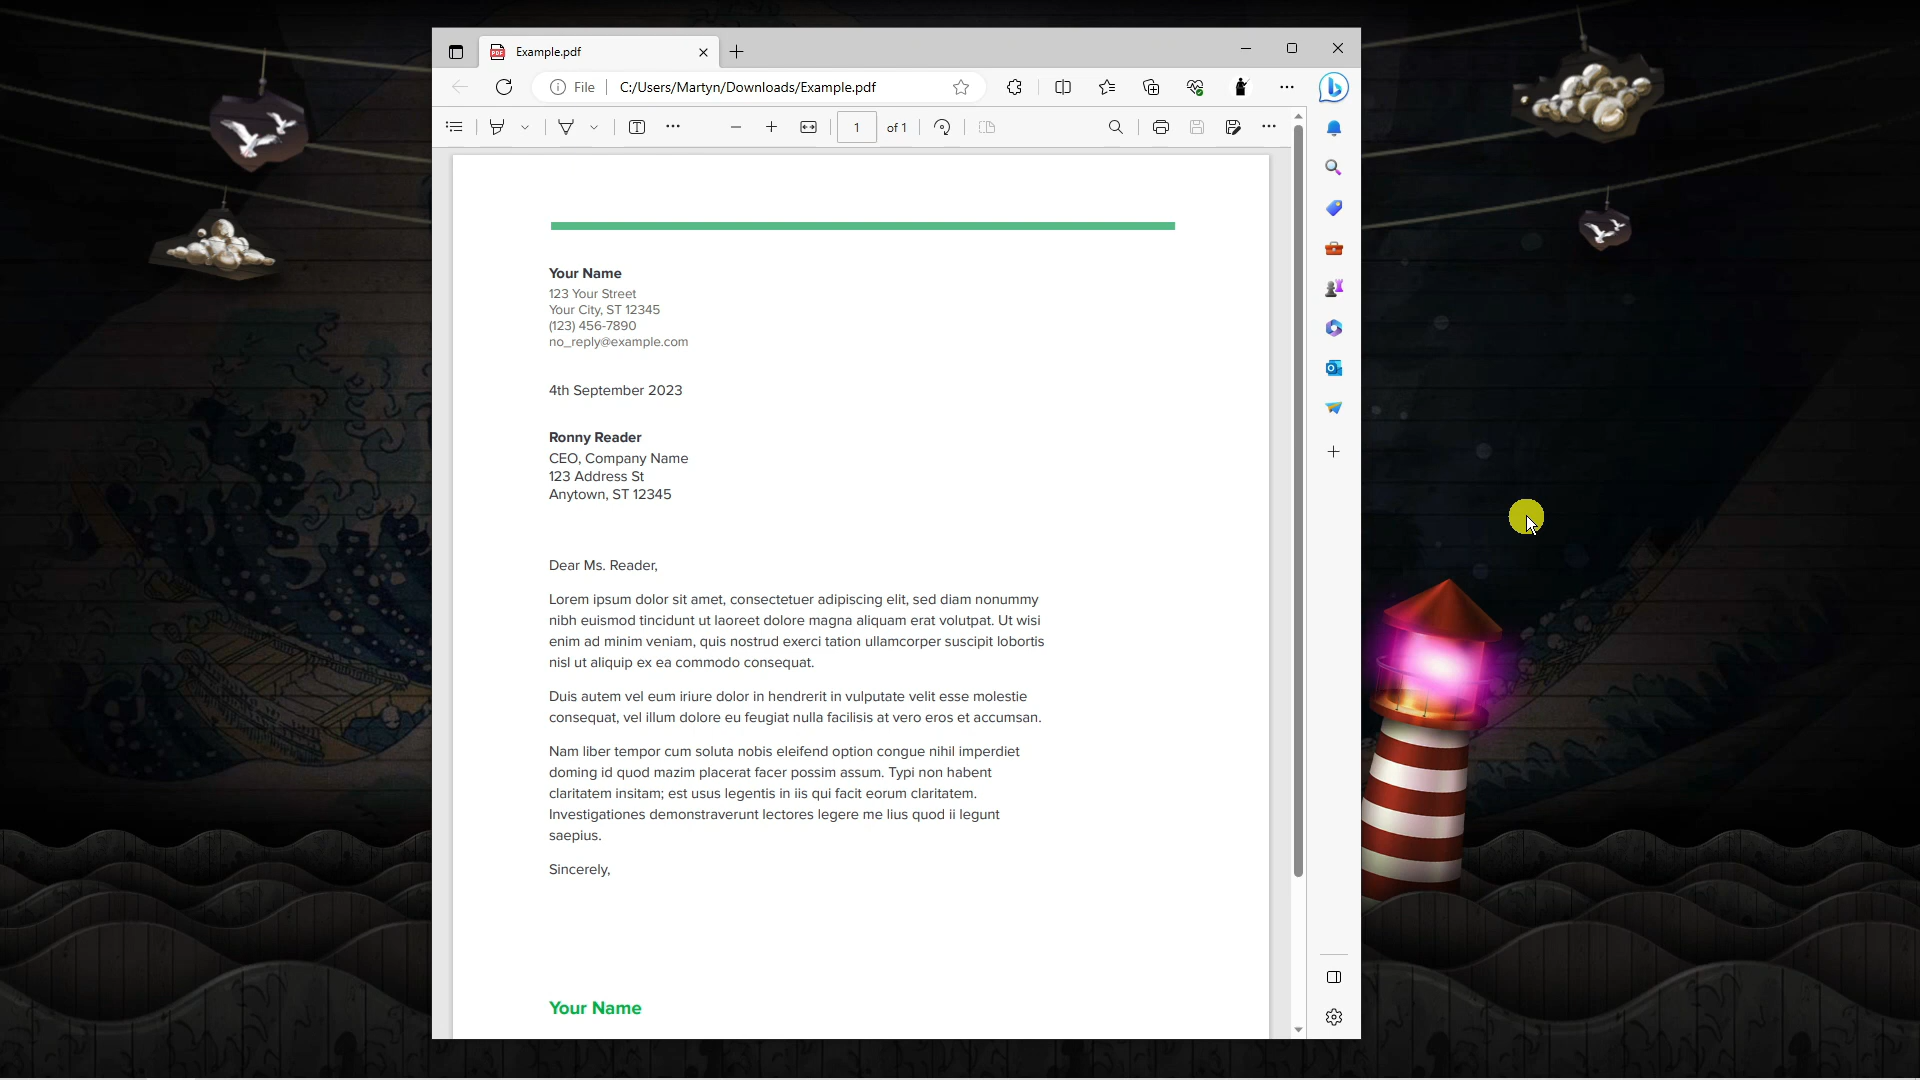 Example.pdf
File
C:/Users/Martyn/Downloads/Example.pdf
1 of 1
Your Name
123 Your Street
Your City, ST 12345
(123) 456-7890
no_reply@example.com
4th September 2023
Ronny Reader
CEO, Company Name
123 Address St
Anytown, ST 12345
Dear Ms. Reader,
Lorem ipsum dolor sit amet, consectetuer adipiscing elit, sed diam nonummy
nibh euismod tincidunt ut laoreet dolore magna aliquam erat volutpat. Ut wisi
enim ad minim veniam, quis nostrud exerci tation ullamcorper suscipit lobortis
nisl ut aliquip ex ea commodo consequat.
Duis autem vel eum iriure dolor in hendrerit in vulputate velit esse molestie
consequat, vel illum dolore eu feugiat nulla facilisis at vero eros et accumsan.
Nam liber tempor cum soluta nobis eleifend option congue nihil imperdiet
doming id quod mazim placerat facer possim assum. Typi non habent
claritatem insitam; est usus legentis in iis qui facit eorum claritatem.
Investigationes demonstraverunt lectores legere me lius quod ii legunt
saepius.
Sincerely,
Your Name